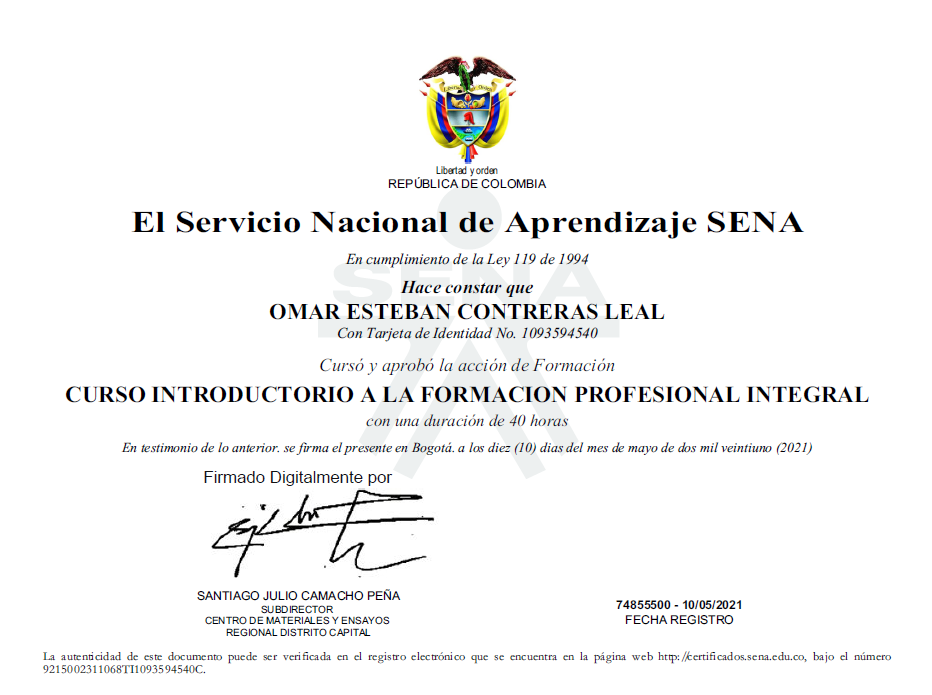 Libertad y Orden
Libertad y orden
REPÚBLICA DE COLOMBIA
El Servicio Nacional de Aprendizaje SENA
En cumplimiento de la Ley 119 de 1994
SENA
Hace constar que
OMAR ESTEBAN CONTRERAS LEAL
Con Tarjeta de Identidad No. 1093594540
Cursó y aprobó la acción de Formación
CURSO INTRODUCTORIO A LA FORMACION PROFESIONAL INTEGRAL
con una duración de 40 horas
En testimonio de lo anterior. se firma el presente en Bogotá. a los diez (10) dias del mes de mayo de dos mil veintiuno (2021)
Firmado Digitalmente por
SANTIAGO JULIO CAMACHO PEÑA
SUBDIRECTOR
CENTRO DE MATERIALES Y ENSAYOS
REGIONAL DISTRITO CAPITAL
74855500 - 10/05/2021
FECHA REGISTRO
La autenticidad de este documento puede ser verificada en el registro electrónico que se encuentra en la página web http://certificados.sena.edu.co, bajo el número
9215002311068TI1093594540C.